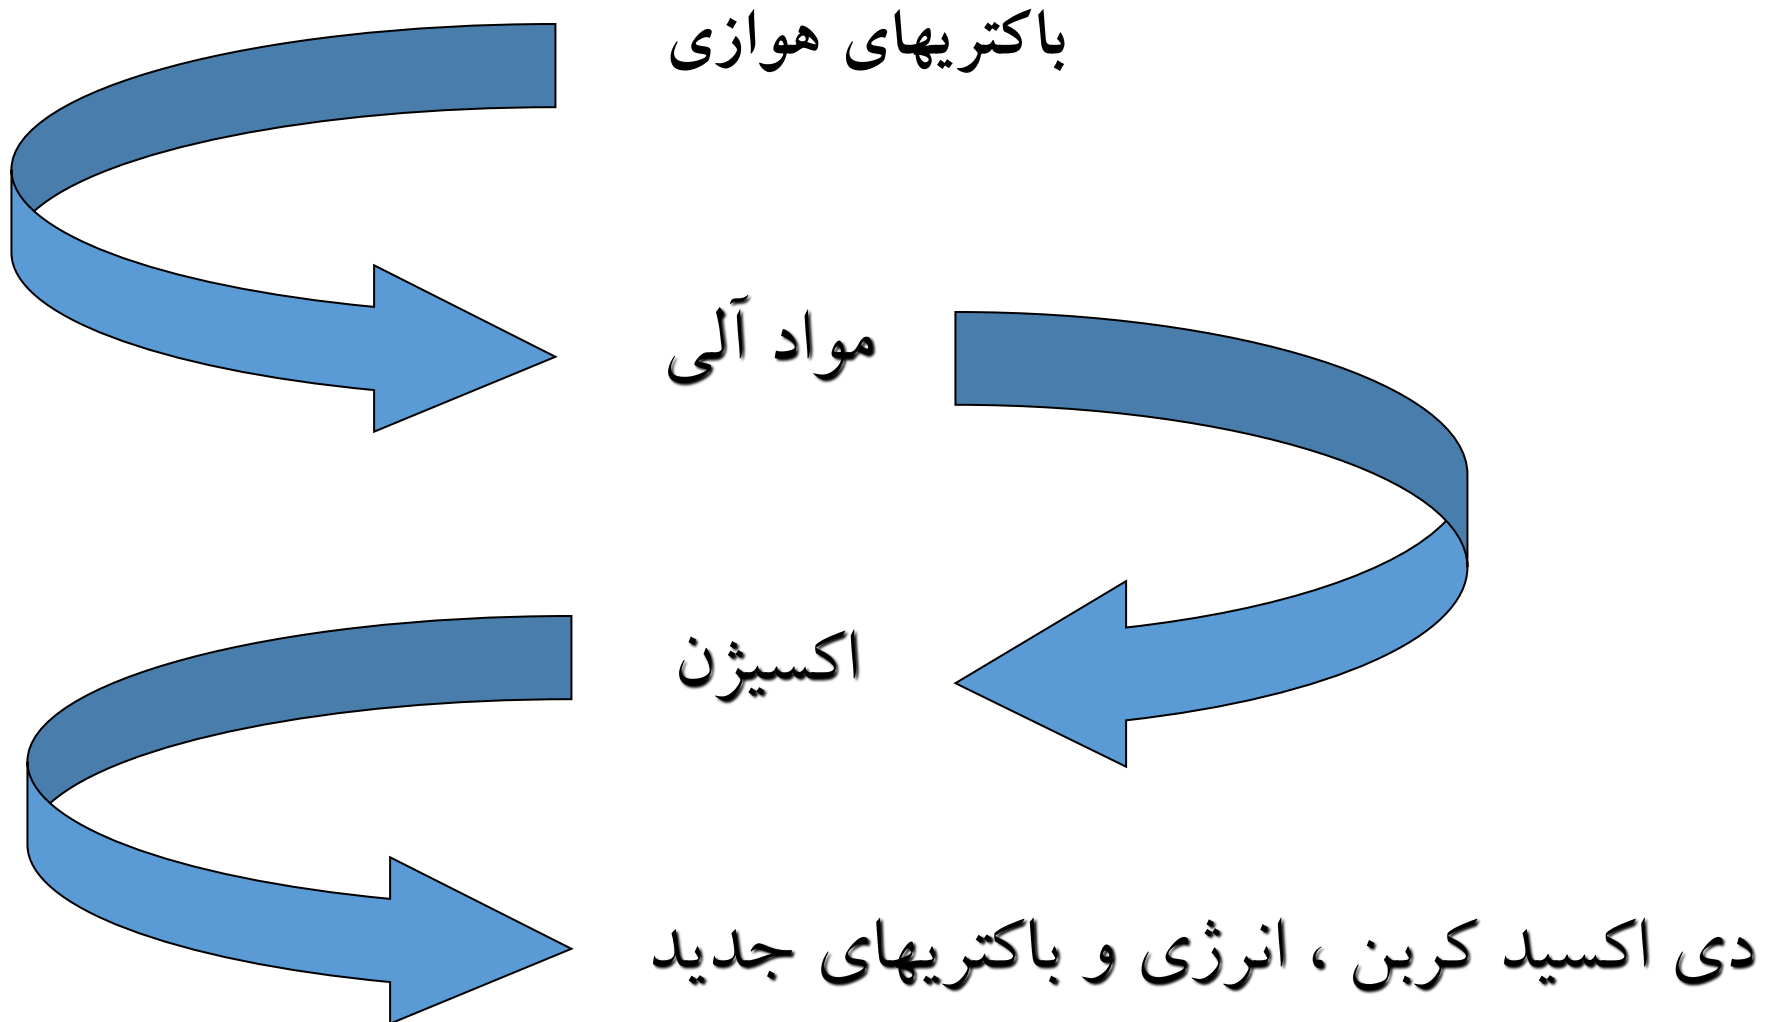 باکتریهای هوازی
مواد آلی
اکسیژن
دی اکسید کربن ، انرژی و باکتریهای جدید